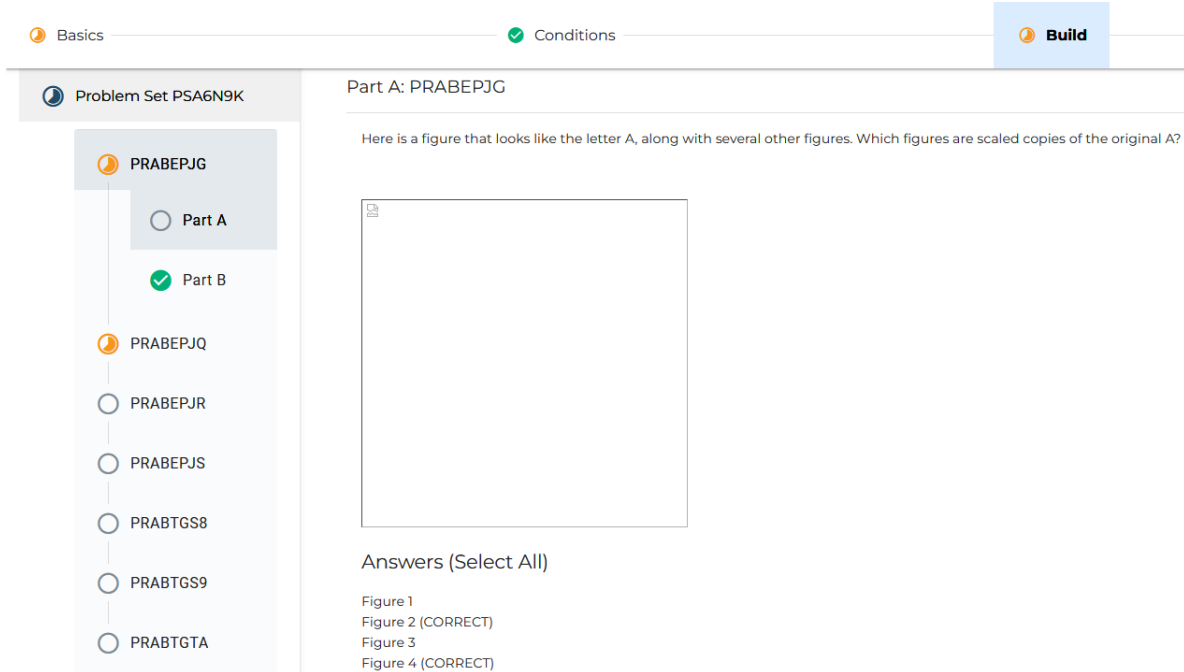 Basics
Conditions
Build
Problem Set PSA6N9K
PRABEPJG
Part A
Part B
PRABEPJQ
PRABEPJR
PRABEPJS
PRABTGS8
PRABTGS9
PRABTGTA
Part A: PRABEPJG
Here is a figure that looks like the letter A, along with several other figures. Which figures are scaled copies of the original A?
Answers (Select All)
Figure 1
Figure 2 (CORRECT)
Figure 3
Figure 4 (CORRECT)